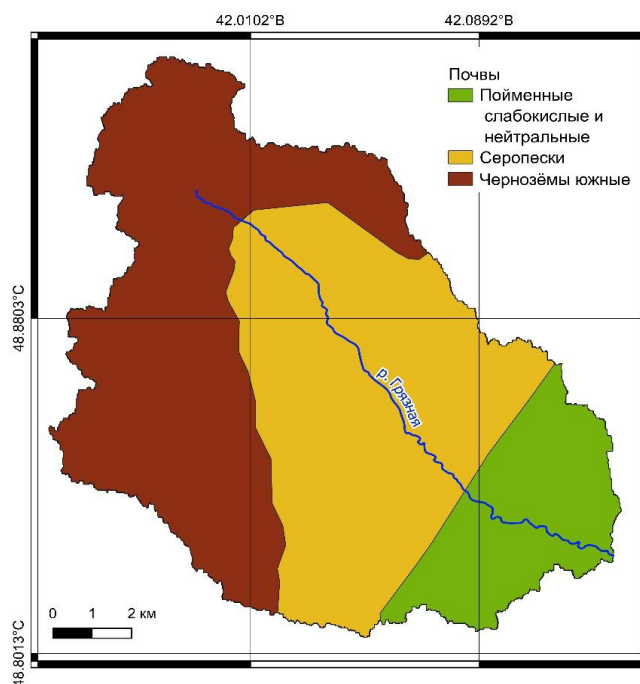 42.0102°В 42.0892°В
Почвы
Пойменные
слабокислые и
нейтральные
Серопески
Чернозёмы южные
48.8803°С
р. Грязная
0 1 2 км
48.8013°С